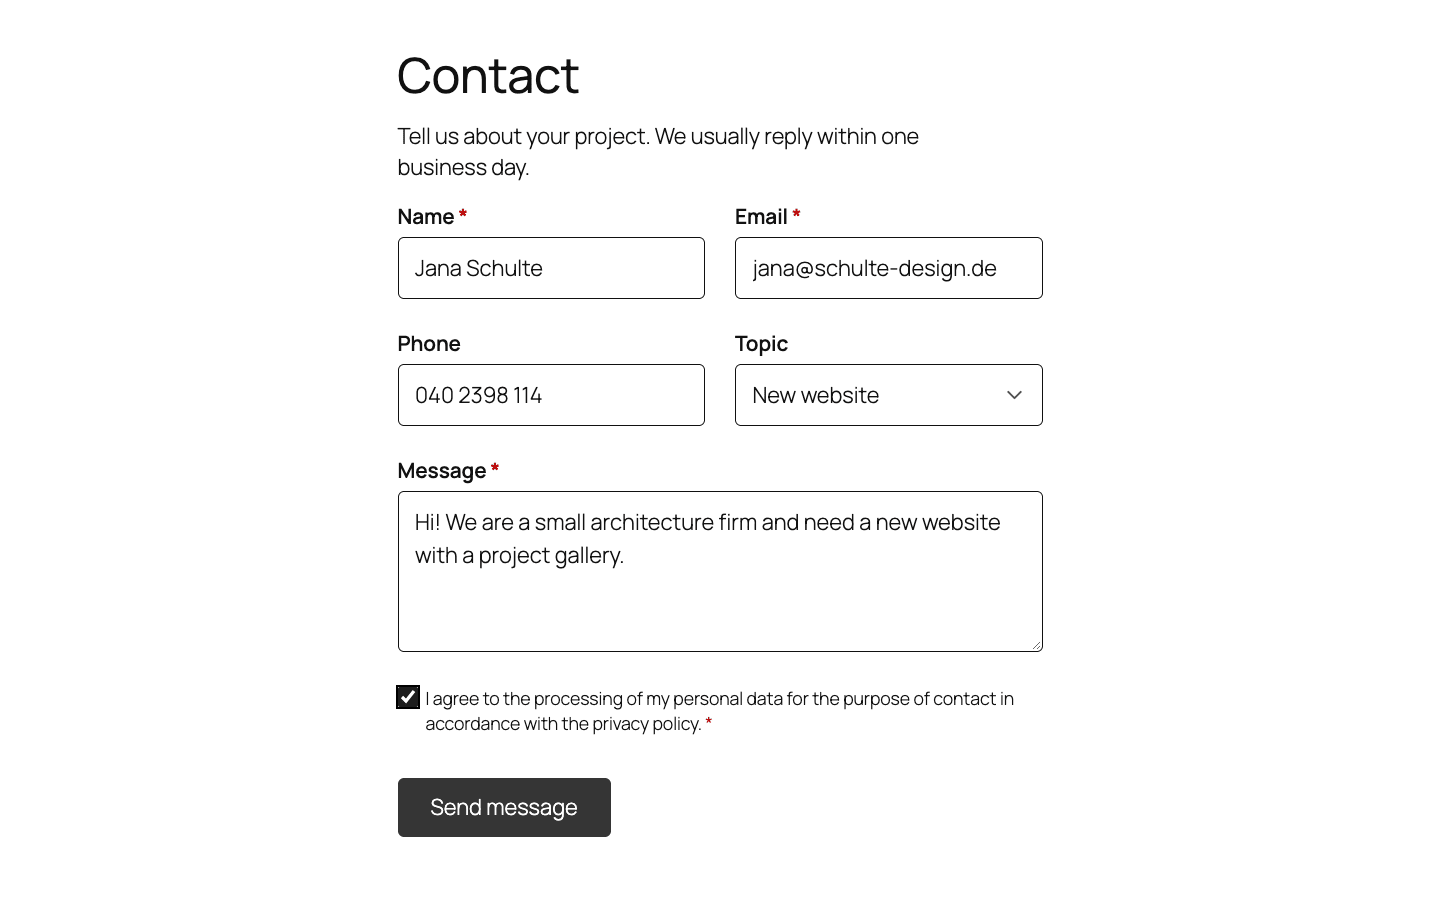 Contact
Tell us about your project. We usually reply within one
business day.
Name *
Email *
Jana Schulte
jana@schulte-design.de
Phone
Topic
040 2398 114
New website
Message *
Hi! We are a small architecture firm and need a new website
with a project gallery.
I agree to the processing of my personal data for the purpose of contact in
accordance with the privacy policy. *
Send message